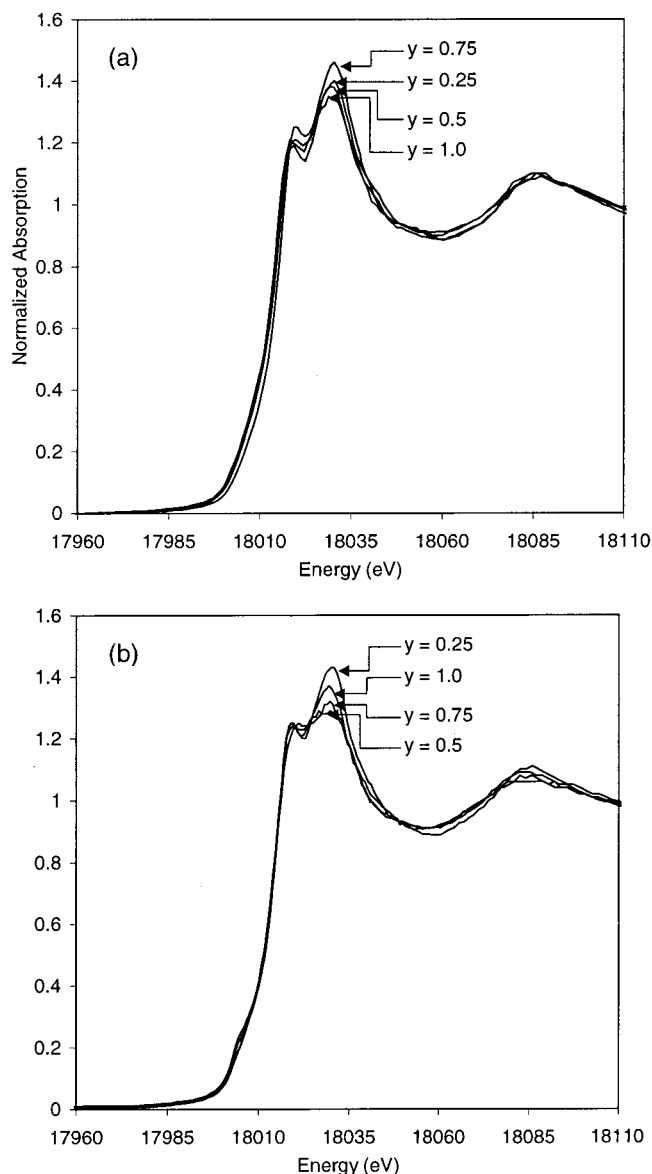 1.6
(a)
y = 0.75
1.4
y = 0.25
y = 0.5
1.2
y = 1.0
1
Normalized Absorption
0.8
0.6
0.4
0.2
0
17960 17985 18010 18035 18060 18085 18110
Energy (eV)
1.6
(b)
y = 0.25
1.4
y = 1.0
y = 0.75
1.2
y = 0.5
1
0.8
0.6
0.4
0.2
0
17960 17985 18010 18035 18060 18085 18110
Energy (eV)